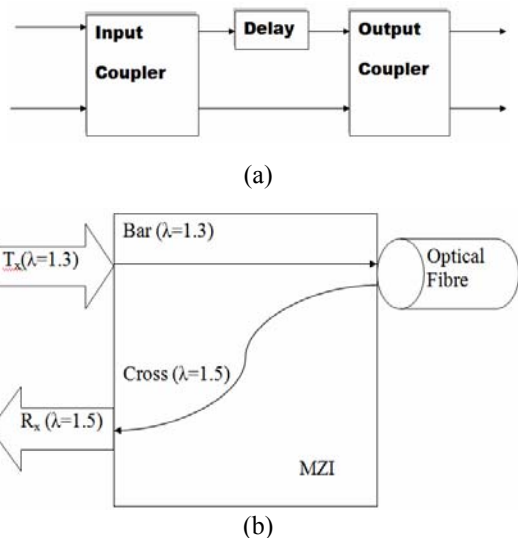 Input Coupler
Delay
Output Coupler
(a)
Bar (λ=1.3)
Tx(λ=1.3)
Optical Fibre
Cross (λ=1.5)
Rx (λ=1.5)
MZI
(b)